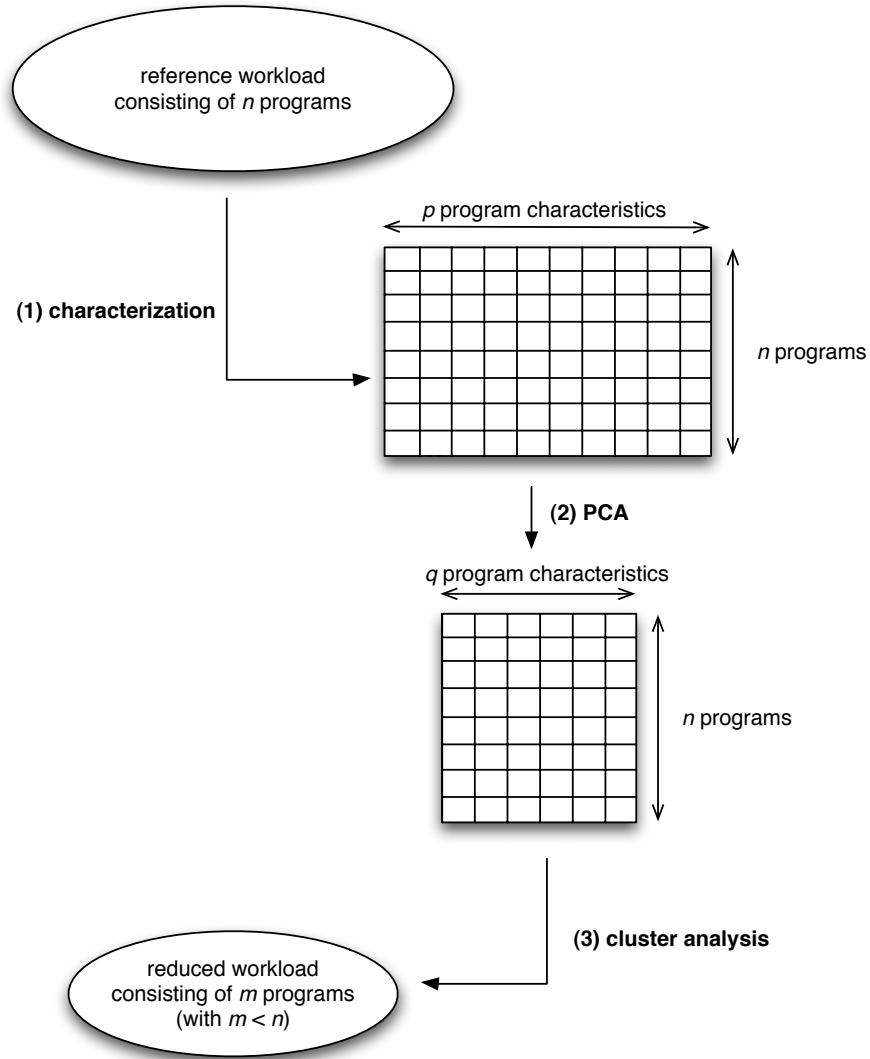 reference workload
consisting of n programs
p program characteristics
(1) characterization
n programs
(2) PCA
q program characteristics
n programs
(3) cluster analysis
reduced workload
consisting of m programs
(with m < n)